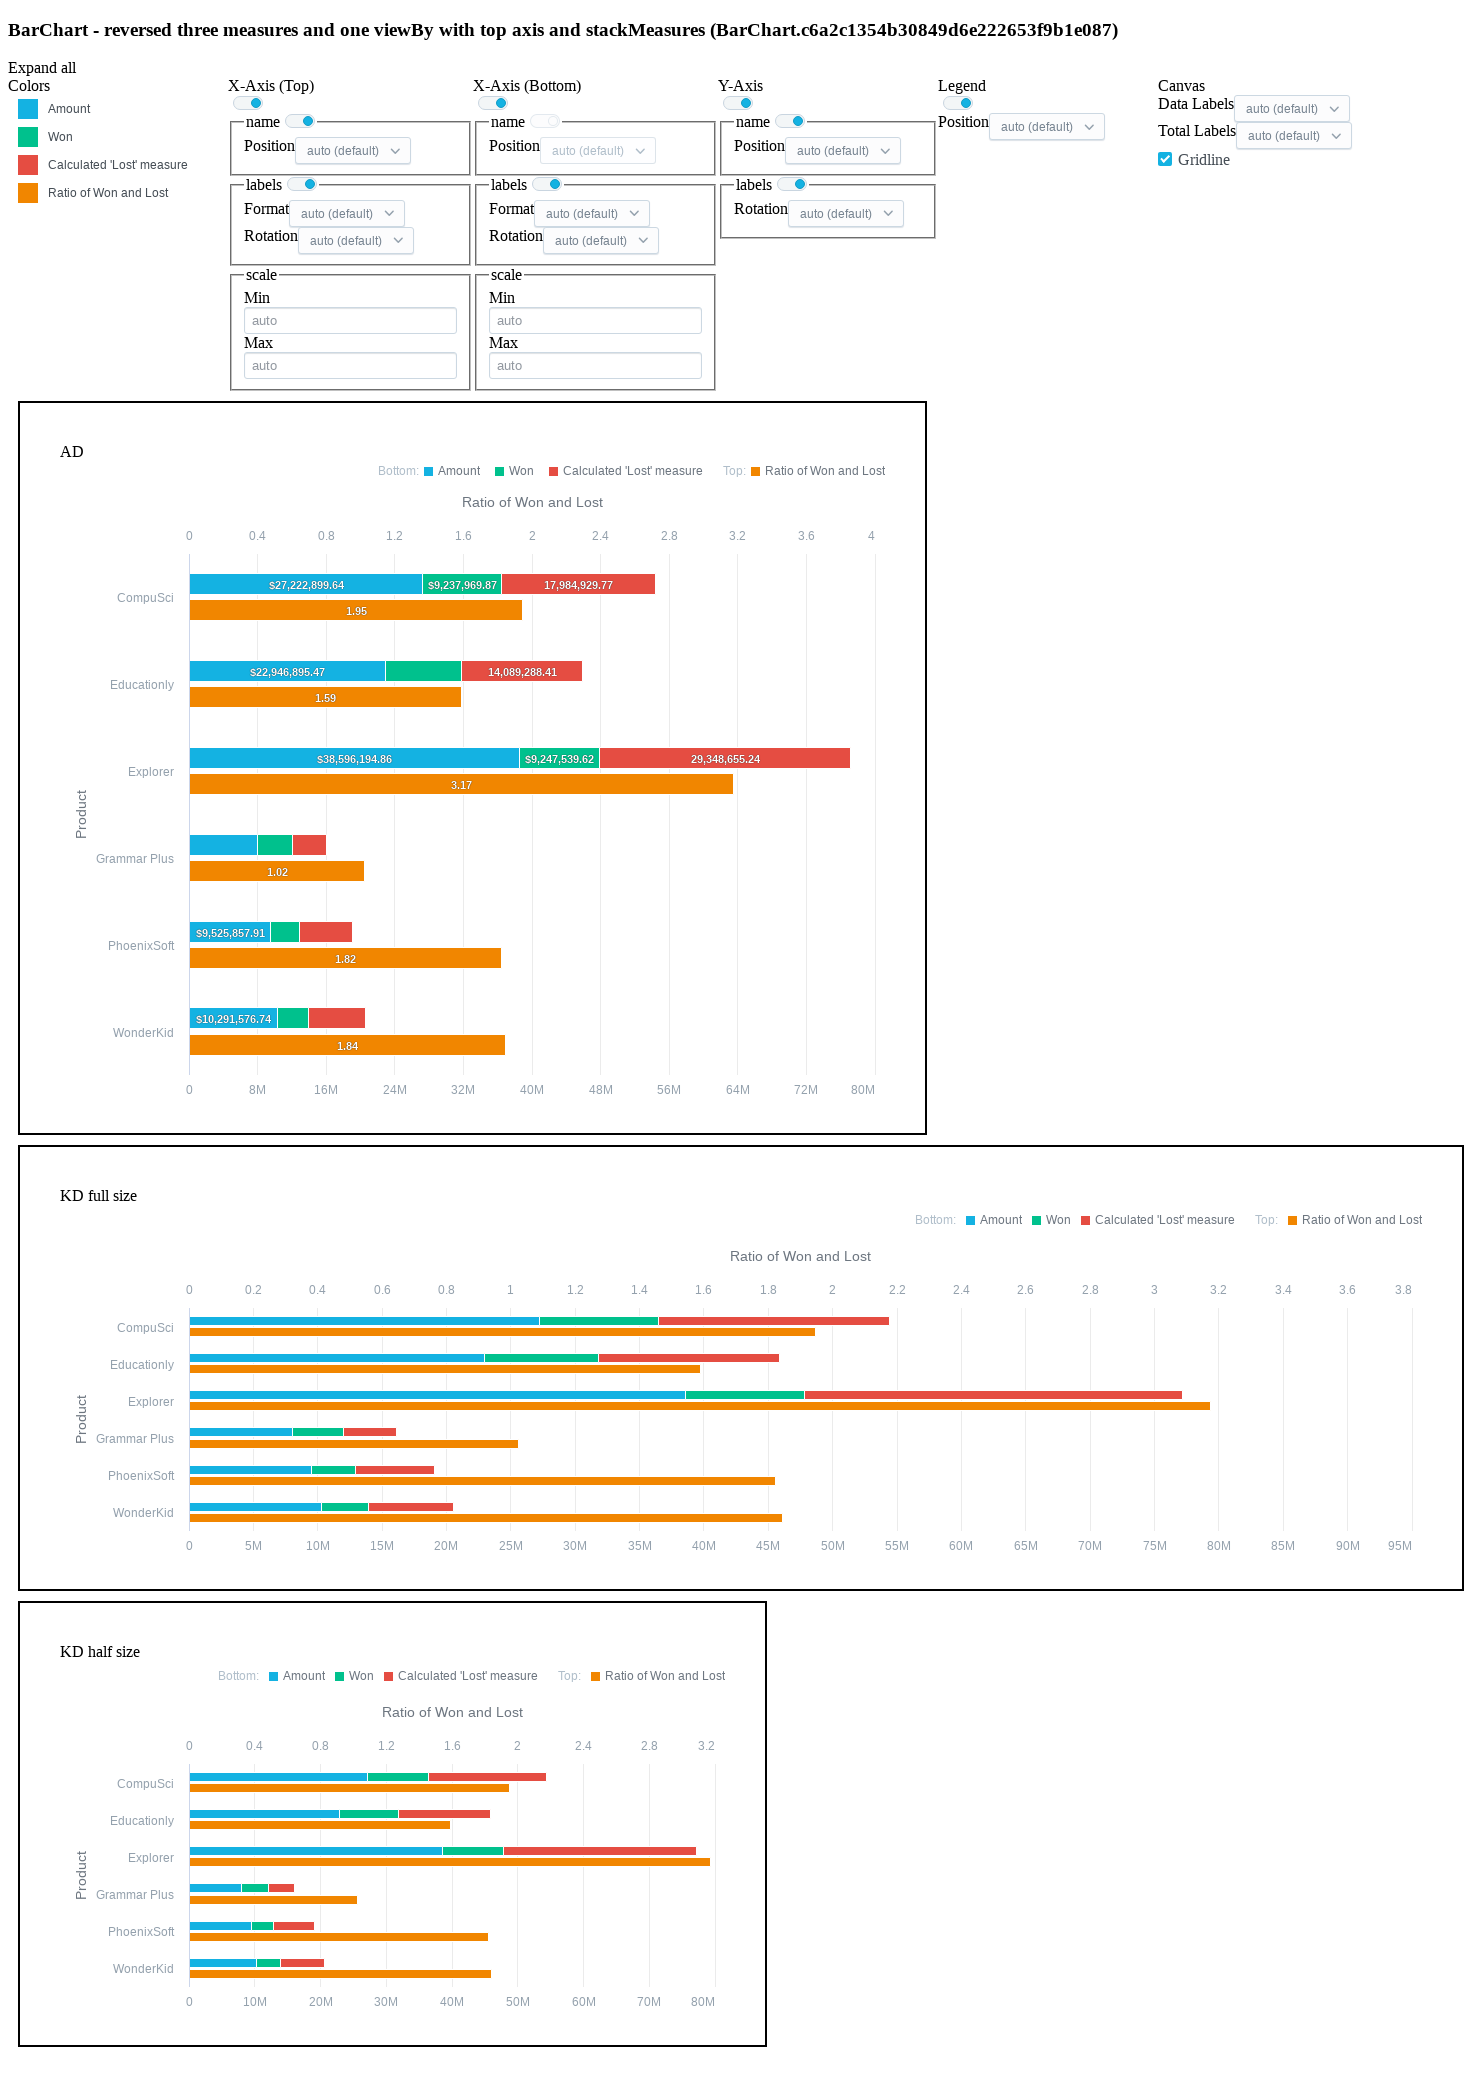 BarChart - reversed three measures and one viewBy with top axis and stackMeasures (BarChart.c6a2c1354b30849d6e222653f9b1e087)
Expand all
Colors
Amount
Won
Calculated 'Lost' measure
Ratio of Won and Lost
X-Axis (Top)
name
Position auto (default)
labels
Format auto (default)
Rotation auto (default)
scale
Min
auto
Max
auto
X-Axis (Bottom)
name
Position auto (default)
labels
Format auto (default)
Rotation auto (default)
scale
Min
auto
Max
auto
Y-Axis
name
Position auto (default)
labels
Rotation auto (default)
Legend
Position auto (default)
Canvas
Data Labels auto (default)
Total Labels auto (default)
Gridline
AD
Bottom: Amount Won Calculated 'Lost' measure Top: Ratio of Won and Lost
Ratio of Won and Lost
0 0.4 0.8 1.2 1.6 2 2.4 2.8 3.2 3.6 4
Product
CompuSci $27,222,899.64 $9,237,969.87 17,984,929.77
1.95
Educationly $22,946,895.47 14,089,288.41
1.59
Explorer $38,596,194.86 $9,247,539.62 29,348,655.24
3.17
Grammar Plus
1.02
PhoenixSoft $9,525,857.91
1.82
WonderKid $10,291,576.74
1.84
0 8M 16M 24M 32M 40M 48M 56M 64M 72M 80M
KD full size
Bottom: Amount Won Calculated 'Lost' measure Top: Ratio of Won and Lost
Ratio of Won and Lost
0 0.2 0.4 0.6 0.8 1 1.2 1.4 1.6 1.8 2 2.2 2.4 2.6 2.8 3 3.2 3.4 3.6 3.8
Product
CompuSci
Educationly
Explorer
Grammar Plus
PhoenixSoft
WonderKid
0 5M 10M 15M 20M 25M 30M 35M 40M 45M 50M 55M 60M 65M 70M 75M 80M 85M 90M 95M
KD half size
Bottom: Amount Won Calculated 'Lost' measure Top: Ratio of Won and Lost
Ratio of Won and Lost
0 0.4 0.8 1.2 1.6 2 2.4 2.8 3.2
Product
CompuSci
Educationly
Explorer
Grammar Plus
PhoenixSoft
WonderKid
0 10M 20M 30M 40M 50M 60M 70M 80M